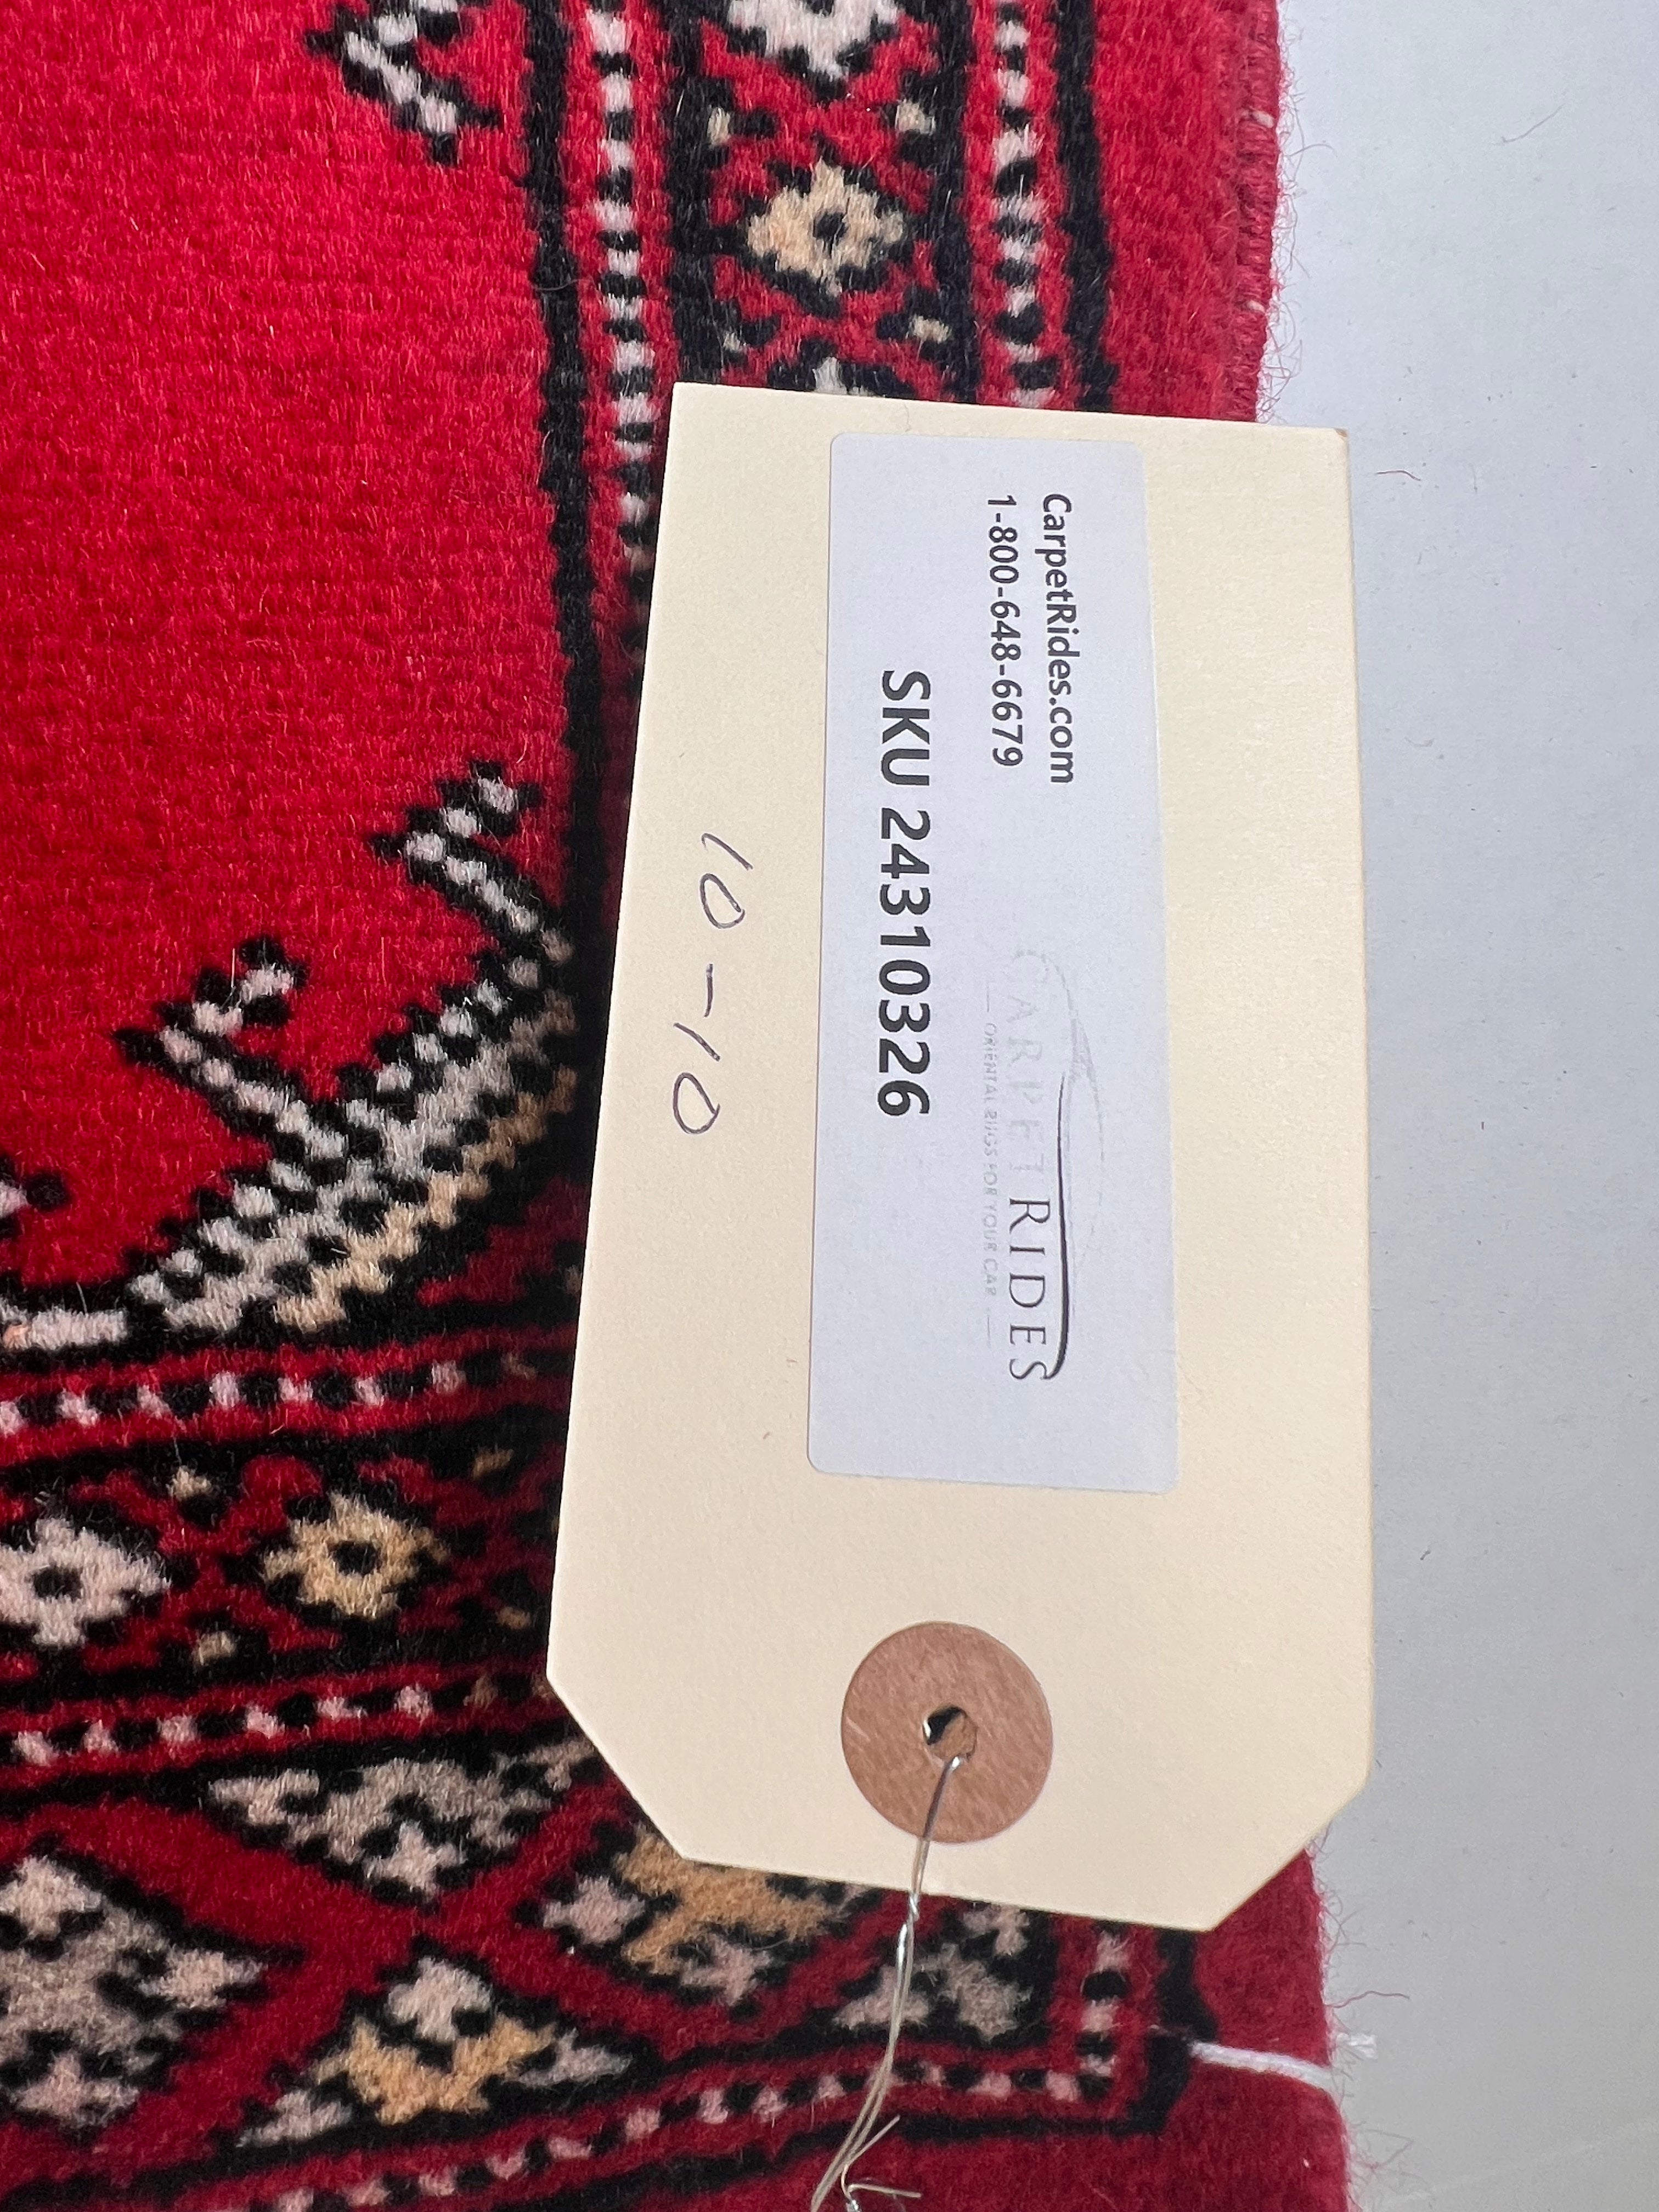 CarpetRides.com
1-800-648-6679
CARPET RIDES
ORIENTAL RUGS FOR YOUR CAR
SKU 24310326
10-10